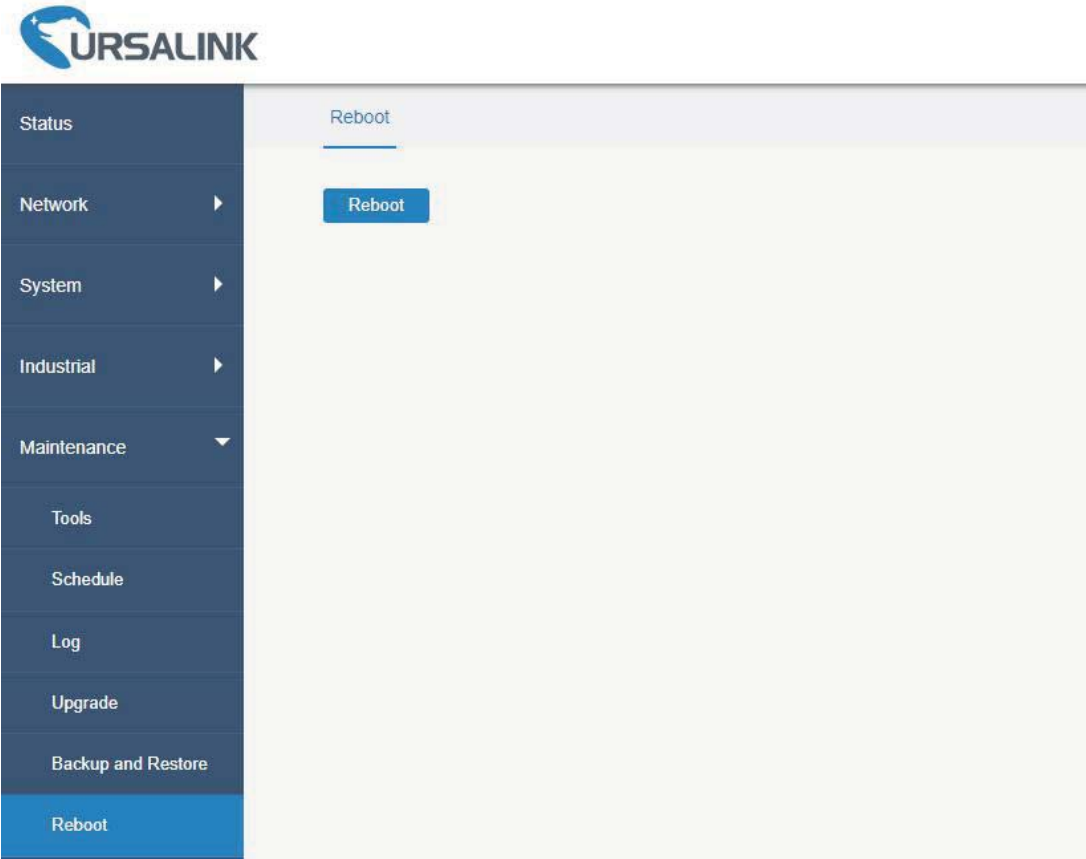 URSALINK
Status
Reboot
Network
Reboot
System
Industrial
Maintenance
Tools
Schedule
Log
Upgrade
Backup and Restore
Reboot